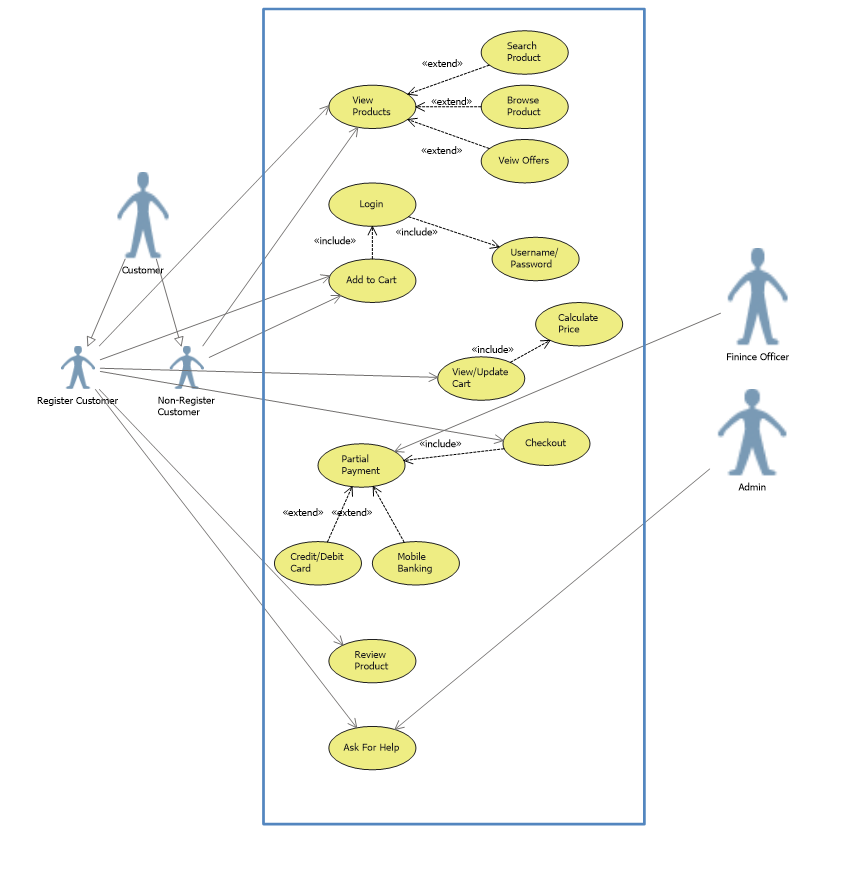 Search
Product
«extend»
View
Products
«extend»
Browse
Product
«extend»
Veiw Offers
Login
«include»
«include»
Username/
Password
Customer
Add to Cart
Calculate
Price
«include»
Finince Officer
View/Update
Cart
Register Customer
Non-Register
Customer
«include»
Checkout
Partial
Payment
Admin
«extend»
«extend»
Credit/Debit
Card
Mobile
Banking
Review
Product
Ask For Help